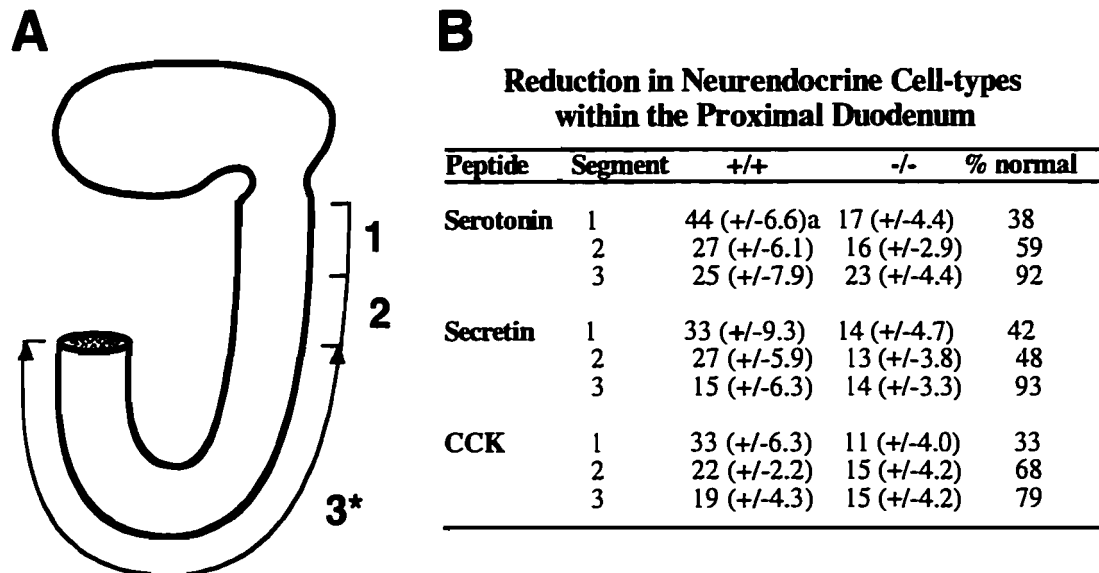 A
1
2
3*
B
Reduction in Neurendocrine Cell-types
within the Proximal Duodenum
Peptide Segment +/+ -/- % normal
Serotonin 1 44 (+/-6.6)a 17 (+/-4.4) 38
2 27 (+/-6.1) 16 (+/-2.9) 59
3 25 (+/-7.9) 23 (+/-4.4) 92
Secretin 1 33 (+/-9.3) 14 (+/-4.7) 42
2 27 (+/-5.9) 13 (+/-3.8) 48
3 15 (+/-6.3) 14 (+/-3.3) 93
CCK 1 33 (+/-6.3) 11 (+/-4.0) 33
2 22 (+/-2.2) 15 (+/-4.2) 68
3 19 (+/-4.3) 15 (+/-4.2) 79